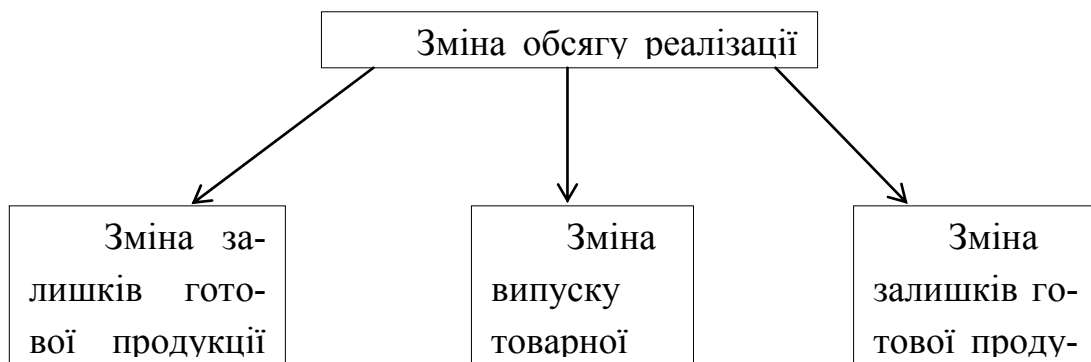 Зміна обсягу реалізації
Зміна за-
лишків гото-
вої продукції
Зміна
випуску
товарної
Зміна
залишків го-
тової проду-